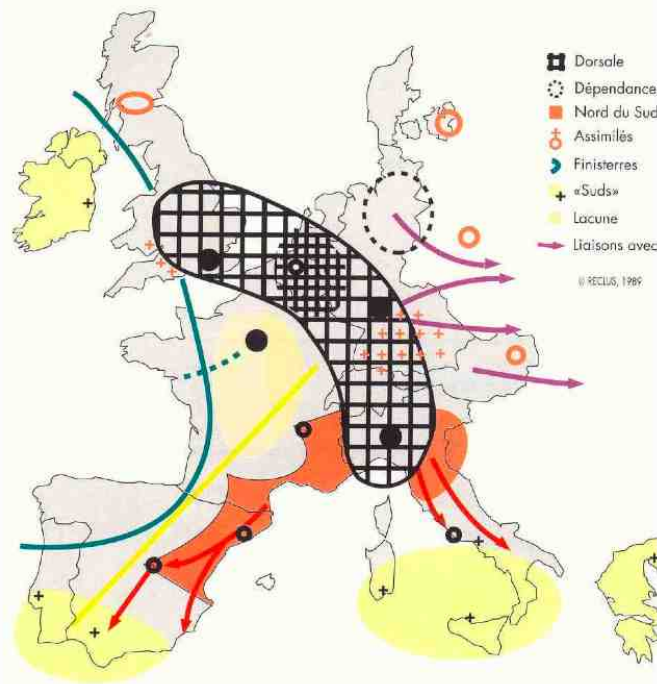 Dorsale
Dépendance
Nord du Sud
Assimilés
Finisterres
«Suds»
Lacune
Liaisons avec
© RECLUS, 1989